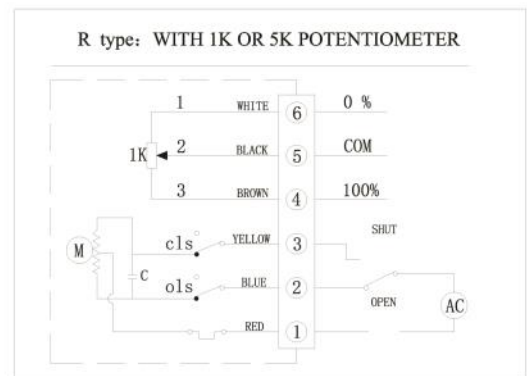 R type: WITH 1K OR 5K POTENTIOMETER
1 WHITE 6 0 %
1K 2 BLACK 5 COM
3 BROWN 4 100%
SHUT
cls YELLOW 3
M
C
ols BLUE 2
OPEN AC
RED 1